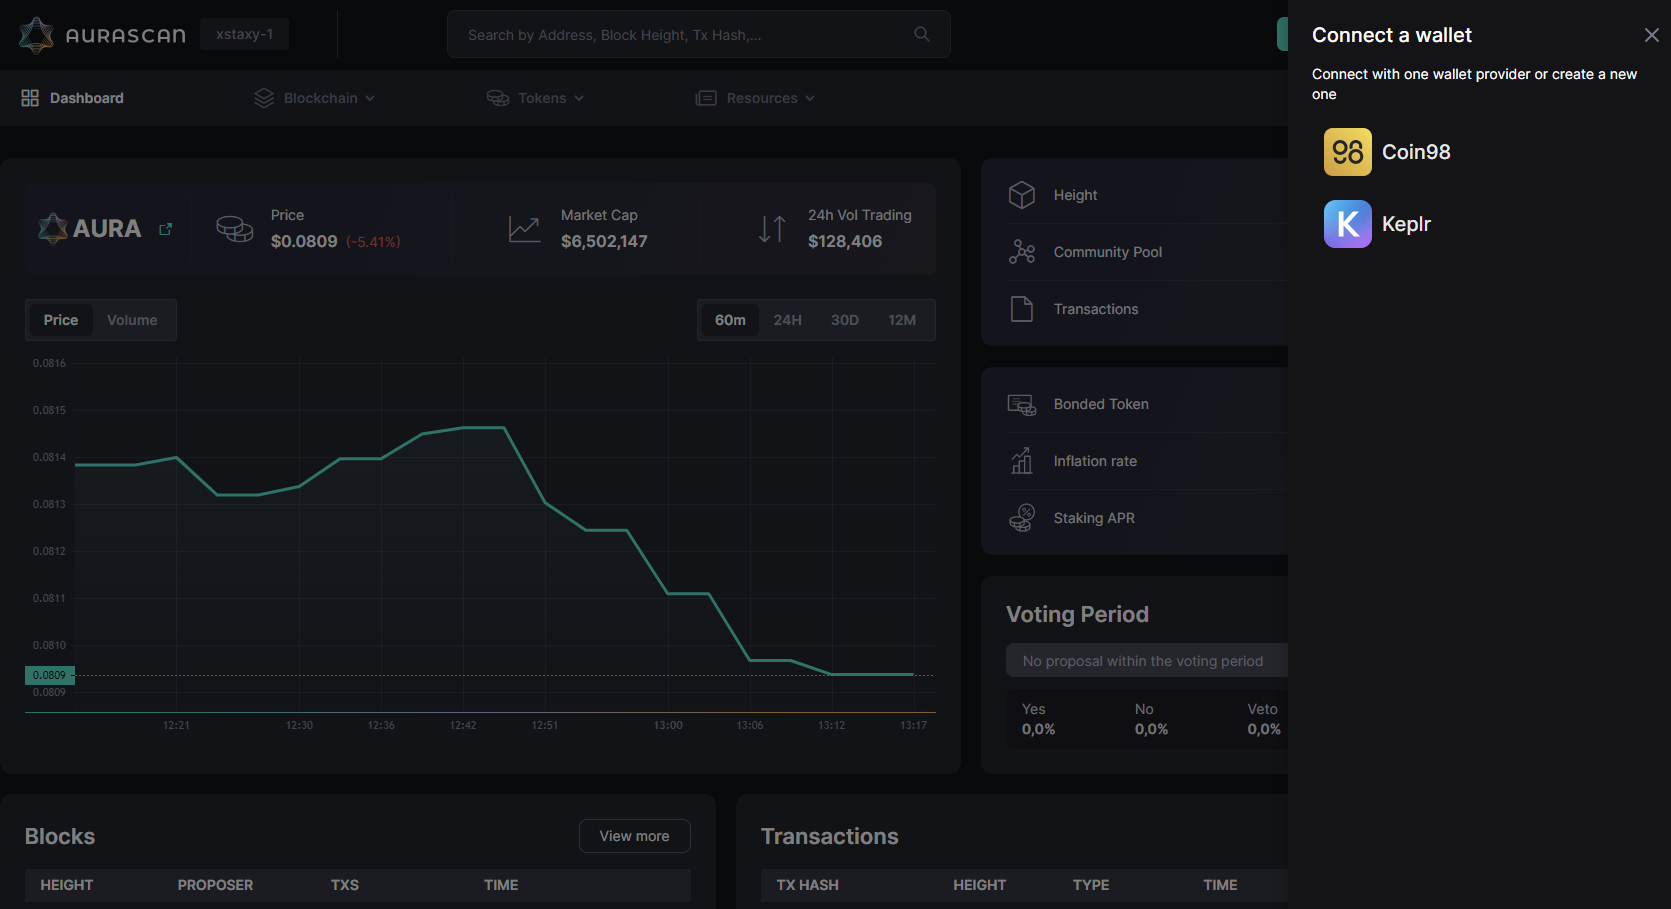 AURASCAN
xstaxy-1
Search by Address, Block Height, Tx Hash,...
Dashboard
Blockchain
Tokens
Resources
AURA
Price
$0.0809 (-5.41%)
Market Cap
$6,502,147
24h Vol Trading
$128,406
Price
Volume
60m
24H
30D
12M
0.0816
0.0815
0.0814
0.0813
0.0812
0.0811
0.0810
0.0809
0.0809
12:21
12:30
12:36
12:42
12:51
13:00
13:06
13:12
13:17
Height
Community Pool
Transactions
Bonded Token
Inflation rate
Staking APR
Voting Period
No proposal within the voting period
Yes
No
Veto
0,0%
0,0%
0,0%
Blocks
View more
HEIGHT
PROPOSER
TXS
TIME
Transactions
TX HASH
HEIGHT
TYPE
TIME
Connect a wallet
Connect with one wallet provider or create a new
one
Coin98
Keplr